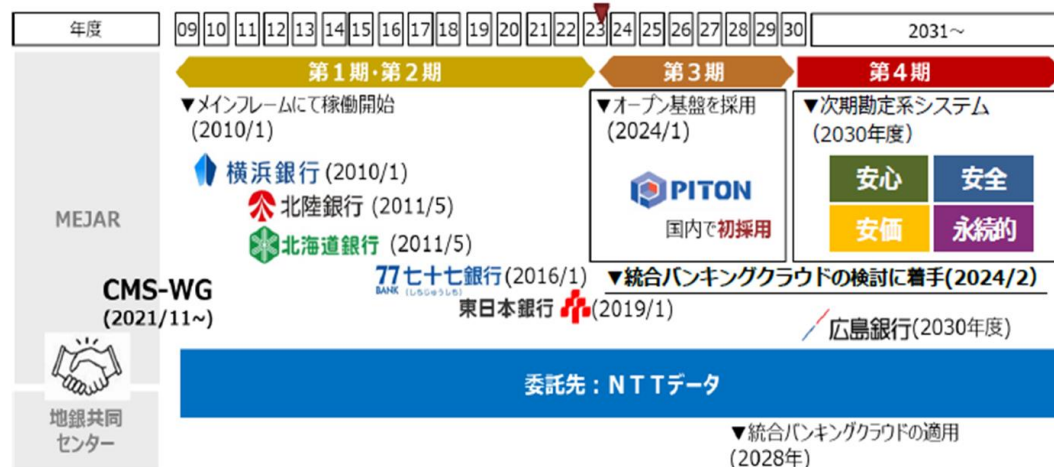 年度
09 10 11 12 13 14 15 16 17 18 19 20 21 22 23 24 25 26 27 28 29 30 2031～
第1期･第2期
第3期
第4期
▼メインフレームにて稼働開始
(2010/1)
▼オープン基盤を採用
(2024/1)
▼次期勘定系システム
(2030年度)
横浜銀行(2010/1)
北陸銀行 (2011/5)
北海道銀行 (2011/5)
PITON
国内で初採用
安心
安全
安価
永続的
MEJAR
77 BANK 七十七銀行(2016/1)
(しちじゅうしち)
▼統合バンキングクラウドの検討に着手(2024/2)
CMS-WG
(2021/11~)
東日本銀行 (2019/1)
広島銀行(2030年度)
委託先：ＮＴＴデータ
地銀共同
センター
▼統合バンキングクラウドの適用
(2028年)